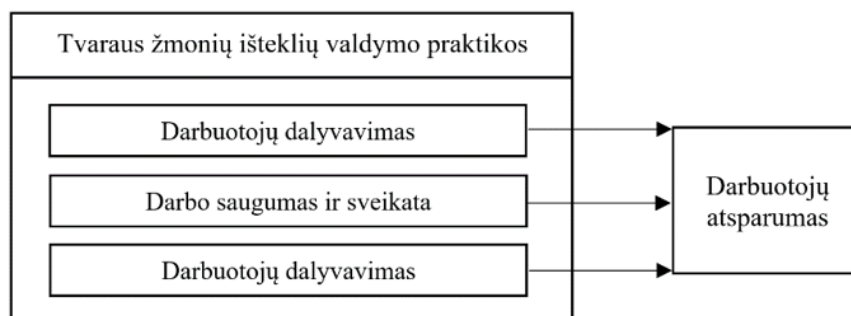 Tvaraus žmonių išteklių valdymo praktikos
Darbuotojų dalyvavimas
Darbo saugumas ir sveikata
Darbuotojų dalyvavimas
Darbuotojų
atsparumas